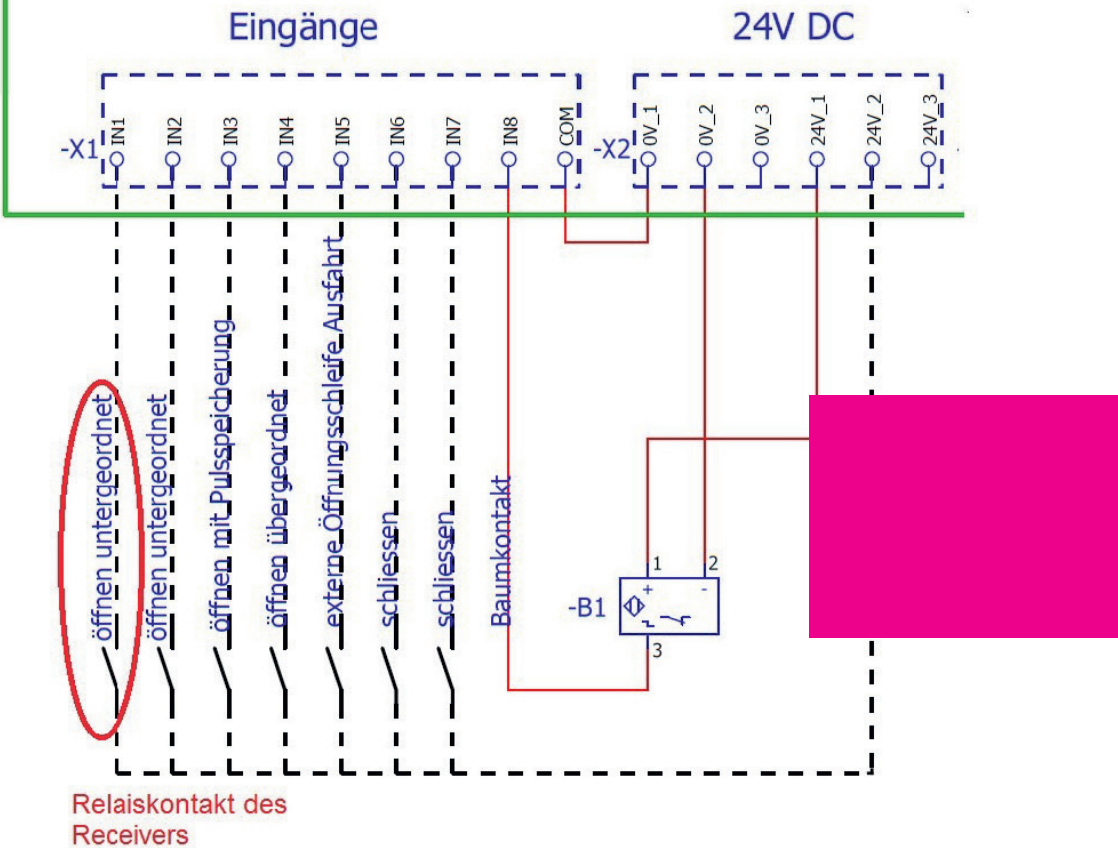 Eingänge
24V DC
-X1
IN1
IN2
IN3
IN4
IN5
IN6
IN7
IN8
COM
-X2
0V_1
0V_2
0V_3
24V_1
24V_2
24V_3
öffnen untergeordnet
öffnen untergeordnet
öffnen mit Pulsspeicherung
öffnen übergeordnet
externe Öffnungsschleife Ausfahrt
schliessen
schliessen
Baumkontakt
-B1
1
2
+
-
3
Relaiskontakt des
Receivers